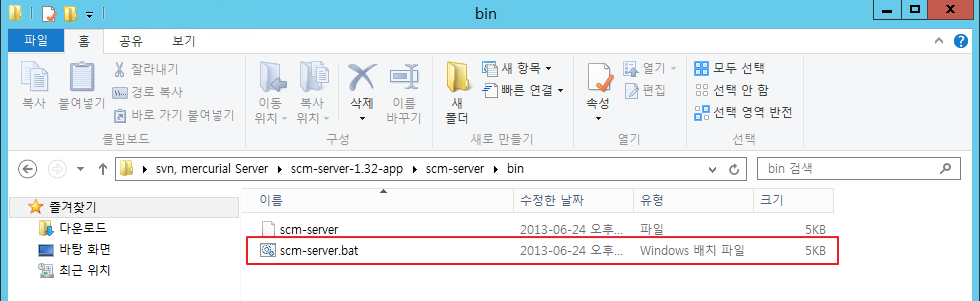 bin
파일 홈 공유 보기
복사
붙여넣기
잘라내기
경로 복사
바로 가기 붙여넣기
클립보드
이동 위치
복사 위치
삭제
이름 바꾸기
구성
새 폴더
새 항목
빠른 연결
새로 만들기
속성
열기
편집
열기
모두 선택
선택 안 함
선택 영역 반전
선택
svn, mercurial Server scm-server-1.32-app scm-server bin
bin 검색
즐겨찾기
다운로드
바탕 화면
최근 위치
이름 수정한 날짜 유형 크기
scm-server 2013-06-24 오후... 파일 5KB
scm-server.bat 2013-06-24 오후... Windows 배치 파일 5KB